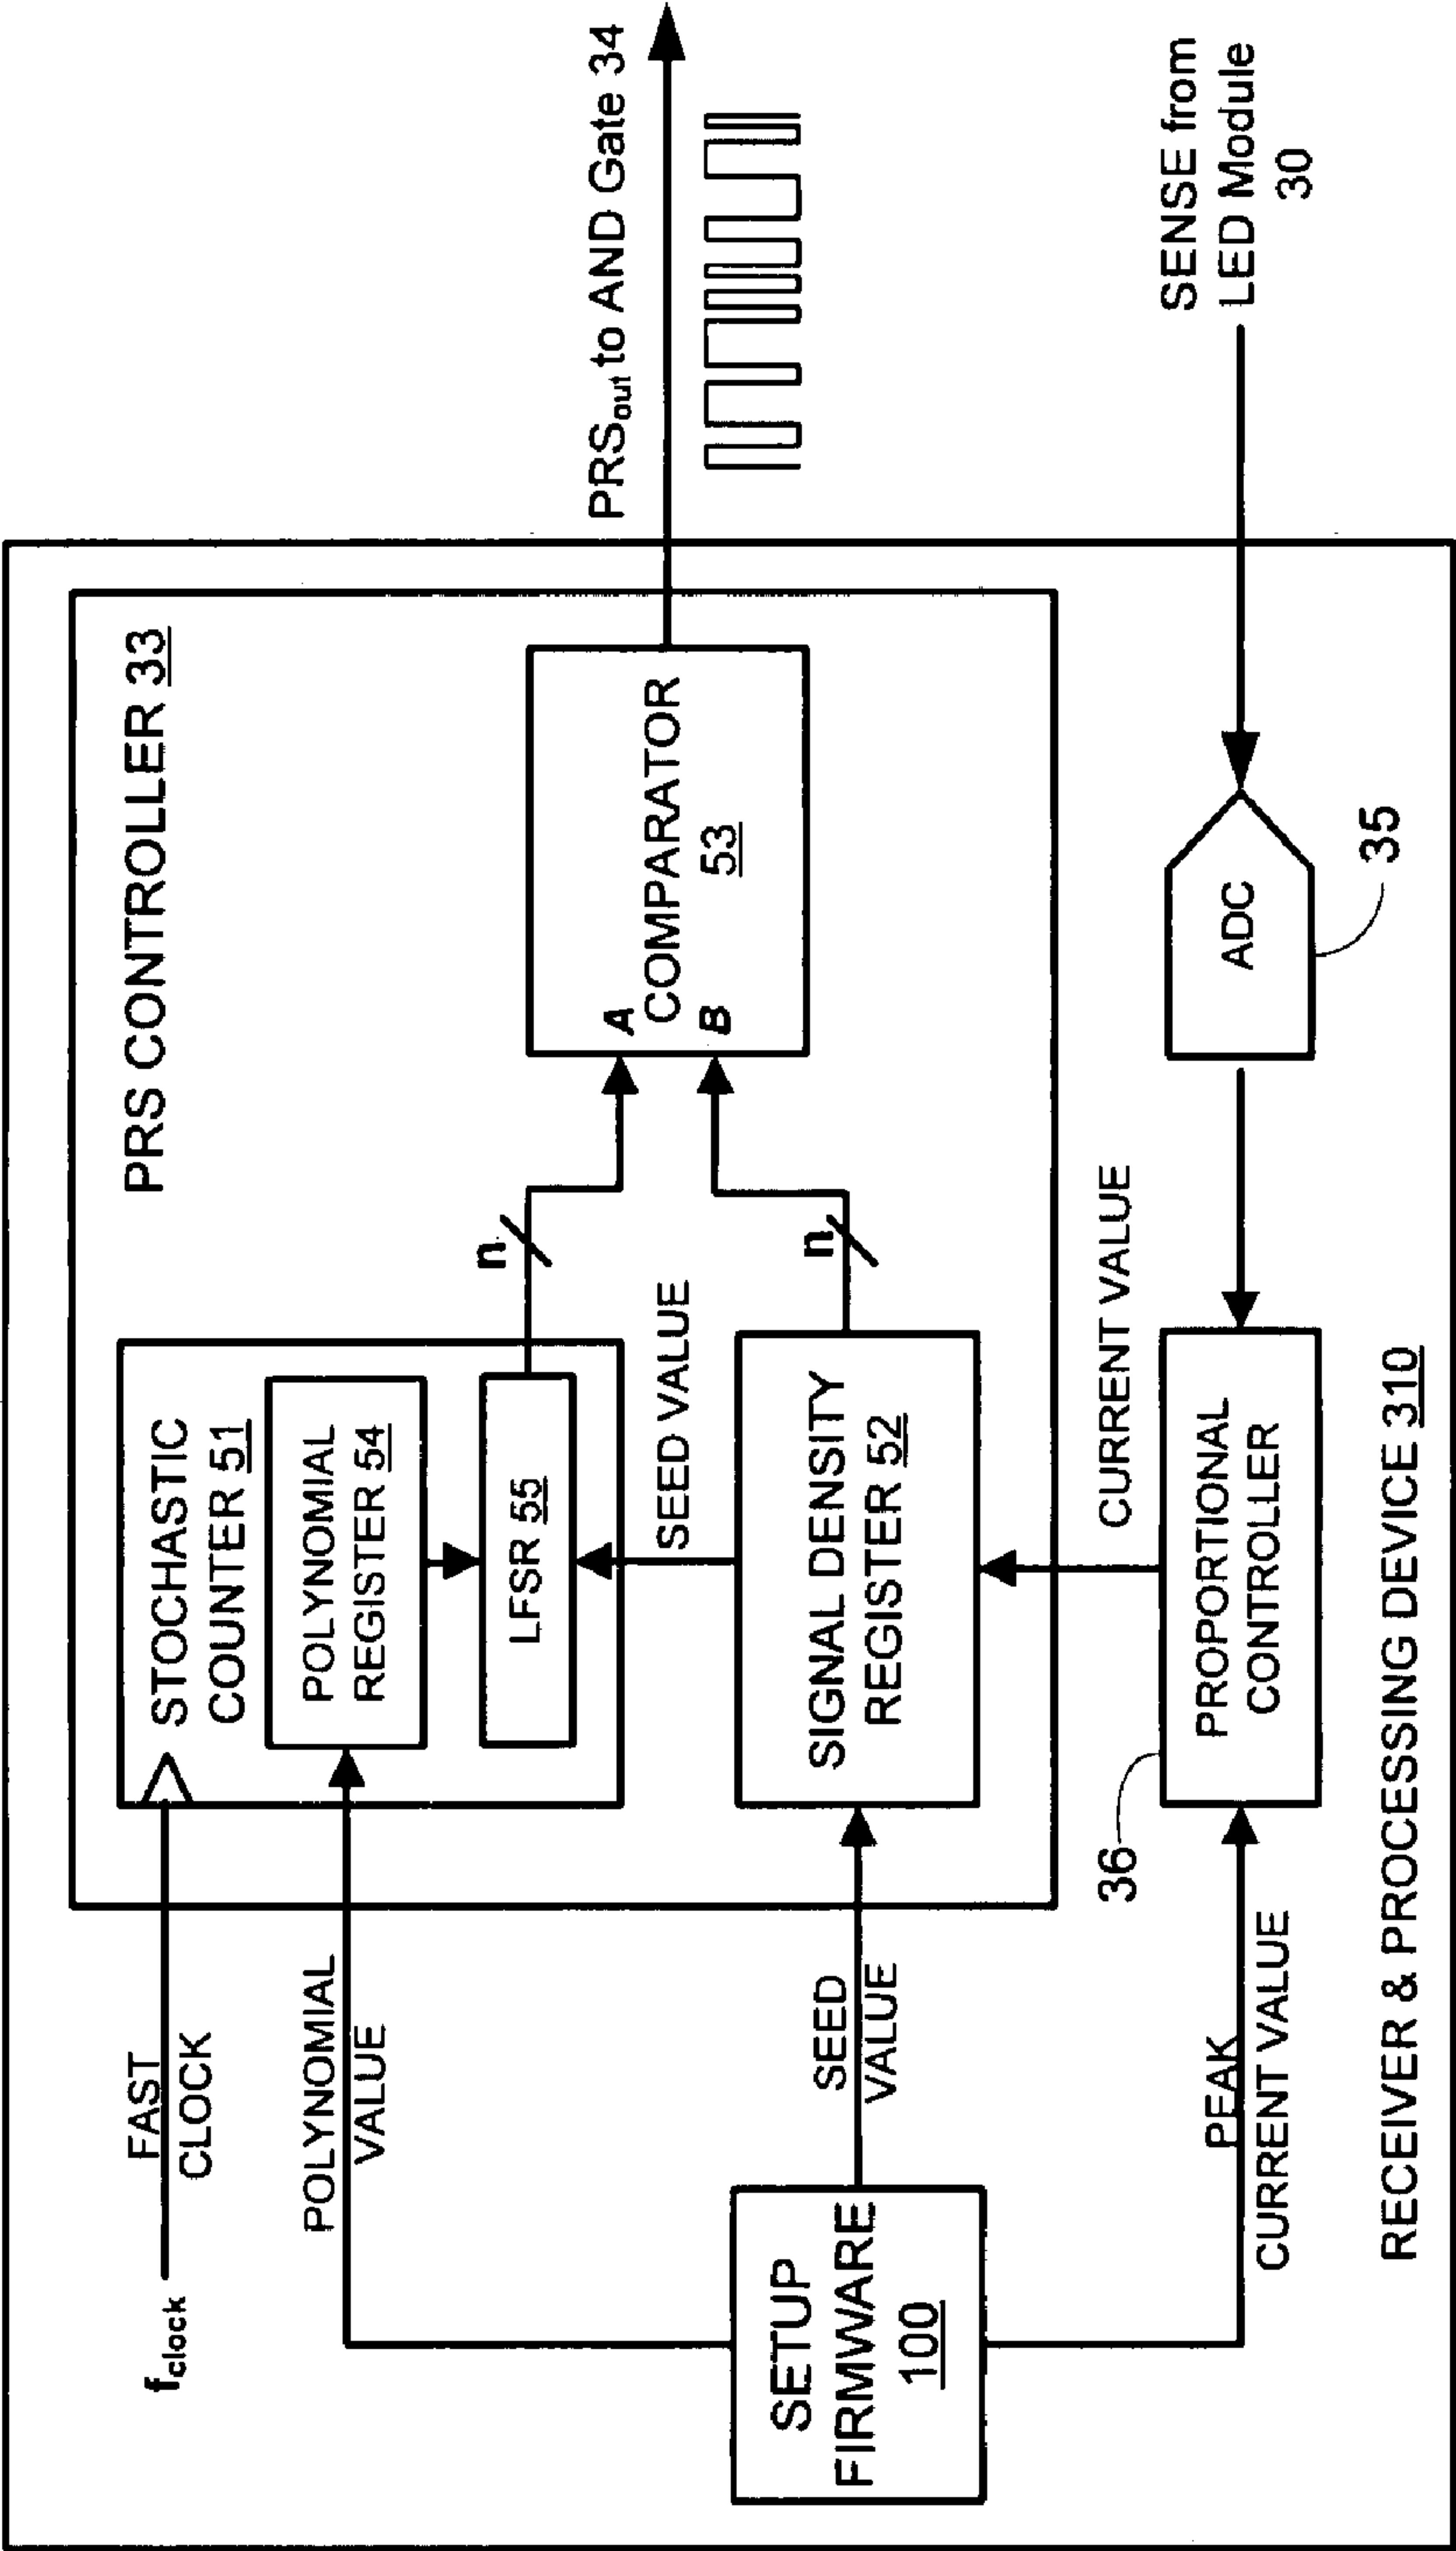 f_clock
FAST
CLOCK
POLYNOMIAL
VALUE
SETUP
FIRMWARE
100
SEED
VALUE
PEAK
CURRENT VALUE
PRS CONTROLLER 33
STOCHASTIC
COUNTER 51
POLYNOMIAL
REGISTER 54
LFSR 55
n
SEED VALUE
SIGNAL DENSITY
REGISTER 52
n
A
COMPARATOR
B
53
PRSout to AND Gate 34
CURRENT VALUE
36
PROPORTIONAL
CONTROLLER
ADC
35
SENSE from
LED Module
30
RECEIVER & PROCESSING DEVICE 310